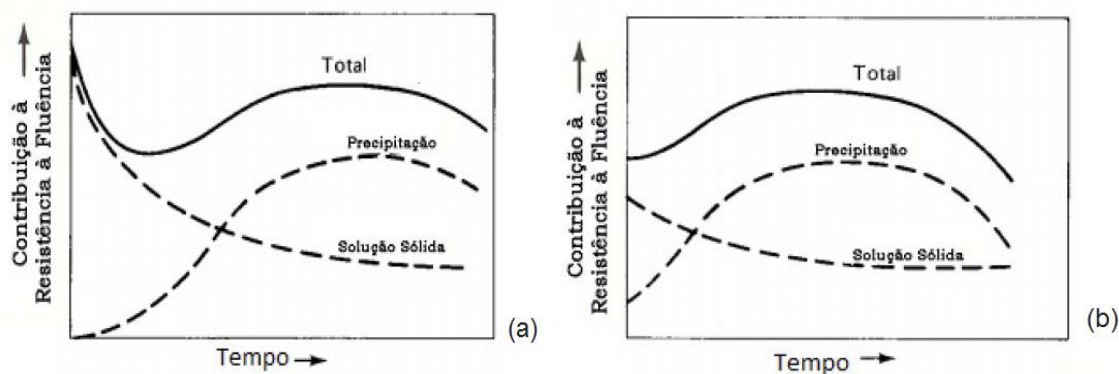 Contribuição à
Resistência à Fluência
Total
Precipitação
Solução Sólida
Tempo
(a)
Contribuição à
Resistência à Fluência
Total
Precipitação
Solução Sólida
Tempo
(b)